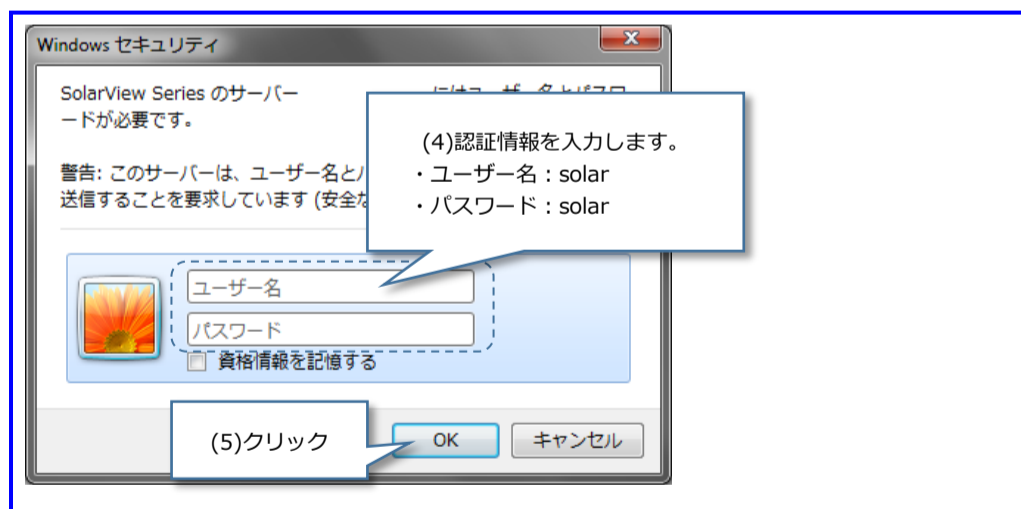 Windows セキュリティ
SolarView Series のサーバー
ードが必要です。
(4)認証情報を入力します。
・ユーザー名：solar
・パスワード：solar
警告: このサーバーは、ユーザー名と
送信することを要求しています (安全な
ユーザー名
パスワード
資格情報を記憶する
(5)クリック
OK
キャンセル